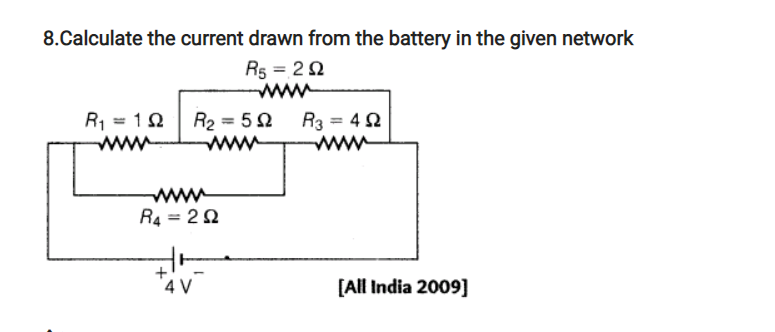 8.Calculate the current drawn from the battery in the given network
R5 = 2 Ω
R1 = 1 Ω R2 = 5 Ω R3 = 4 Ω
R4 = 2 Ω
+ −
4 V
[All India 2009]